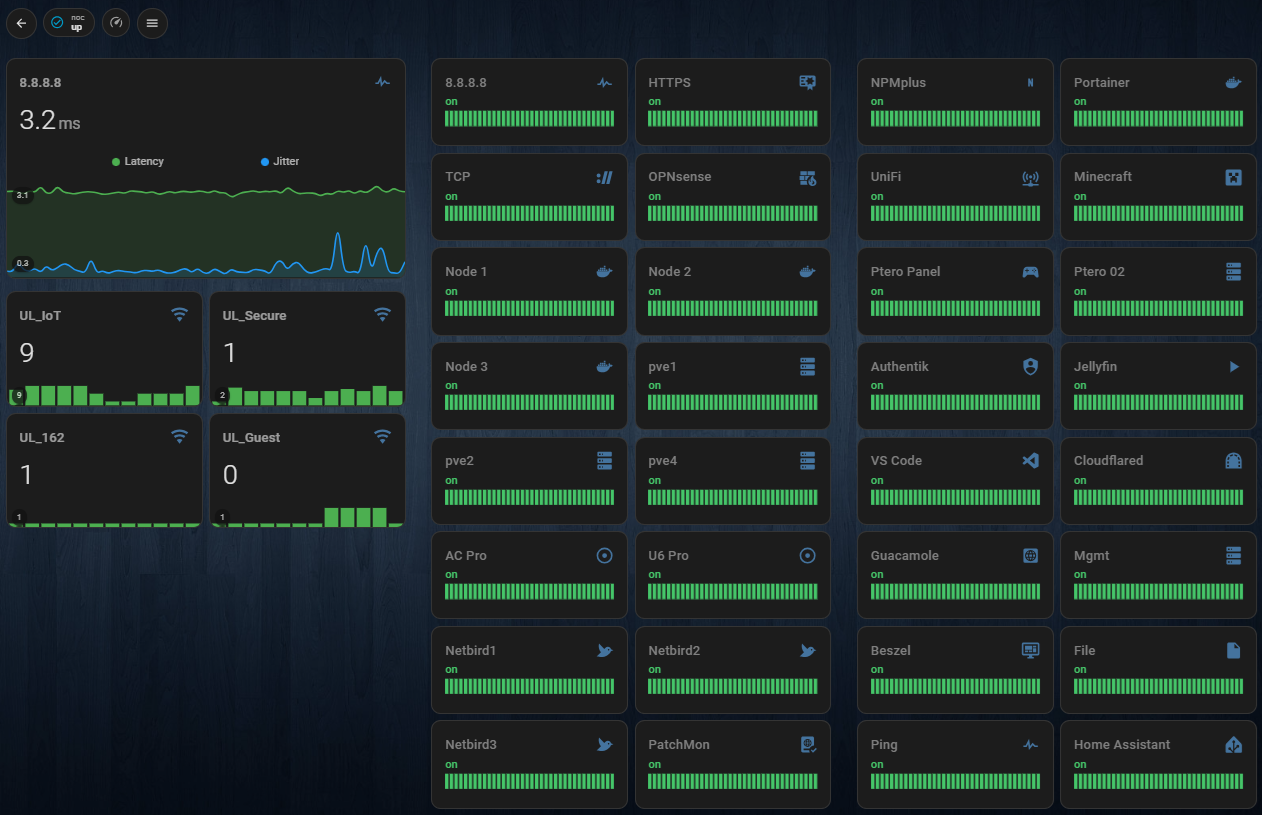 noc
up
8.8.8.8
3.2 ms
Latency
Jitter
3.1
0.3
UL_IoT
9
9
UL_Secure
1
2
UL_162
1
1
UL_Guest
0
1
8.8.8.8
on
HTTPS
on
TCP
on
OPNsense
on
Node 1
on
Node 2
on
Node 3
on
pve1
on
pve2
on
pve4
on
AC Pro
on
U6 Pro
on
Netbird1
on
Netbird2
on
Netbird3
on
PatchMon
on
NPMplus
N
on
Portainer
on
UniFi
on
Minecraft
on
Ptero Panel
on
Ptero 02
on
Authentik
on
Jellyfin
on
VS Code
on
Cloudflared
on
Guacamole
on
Mgmt
on
Beszel
on
File
on
Ping
on
Home Assistant
on